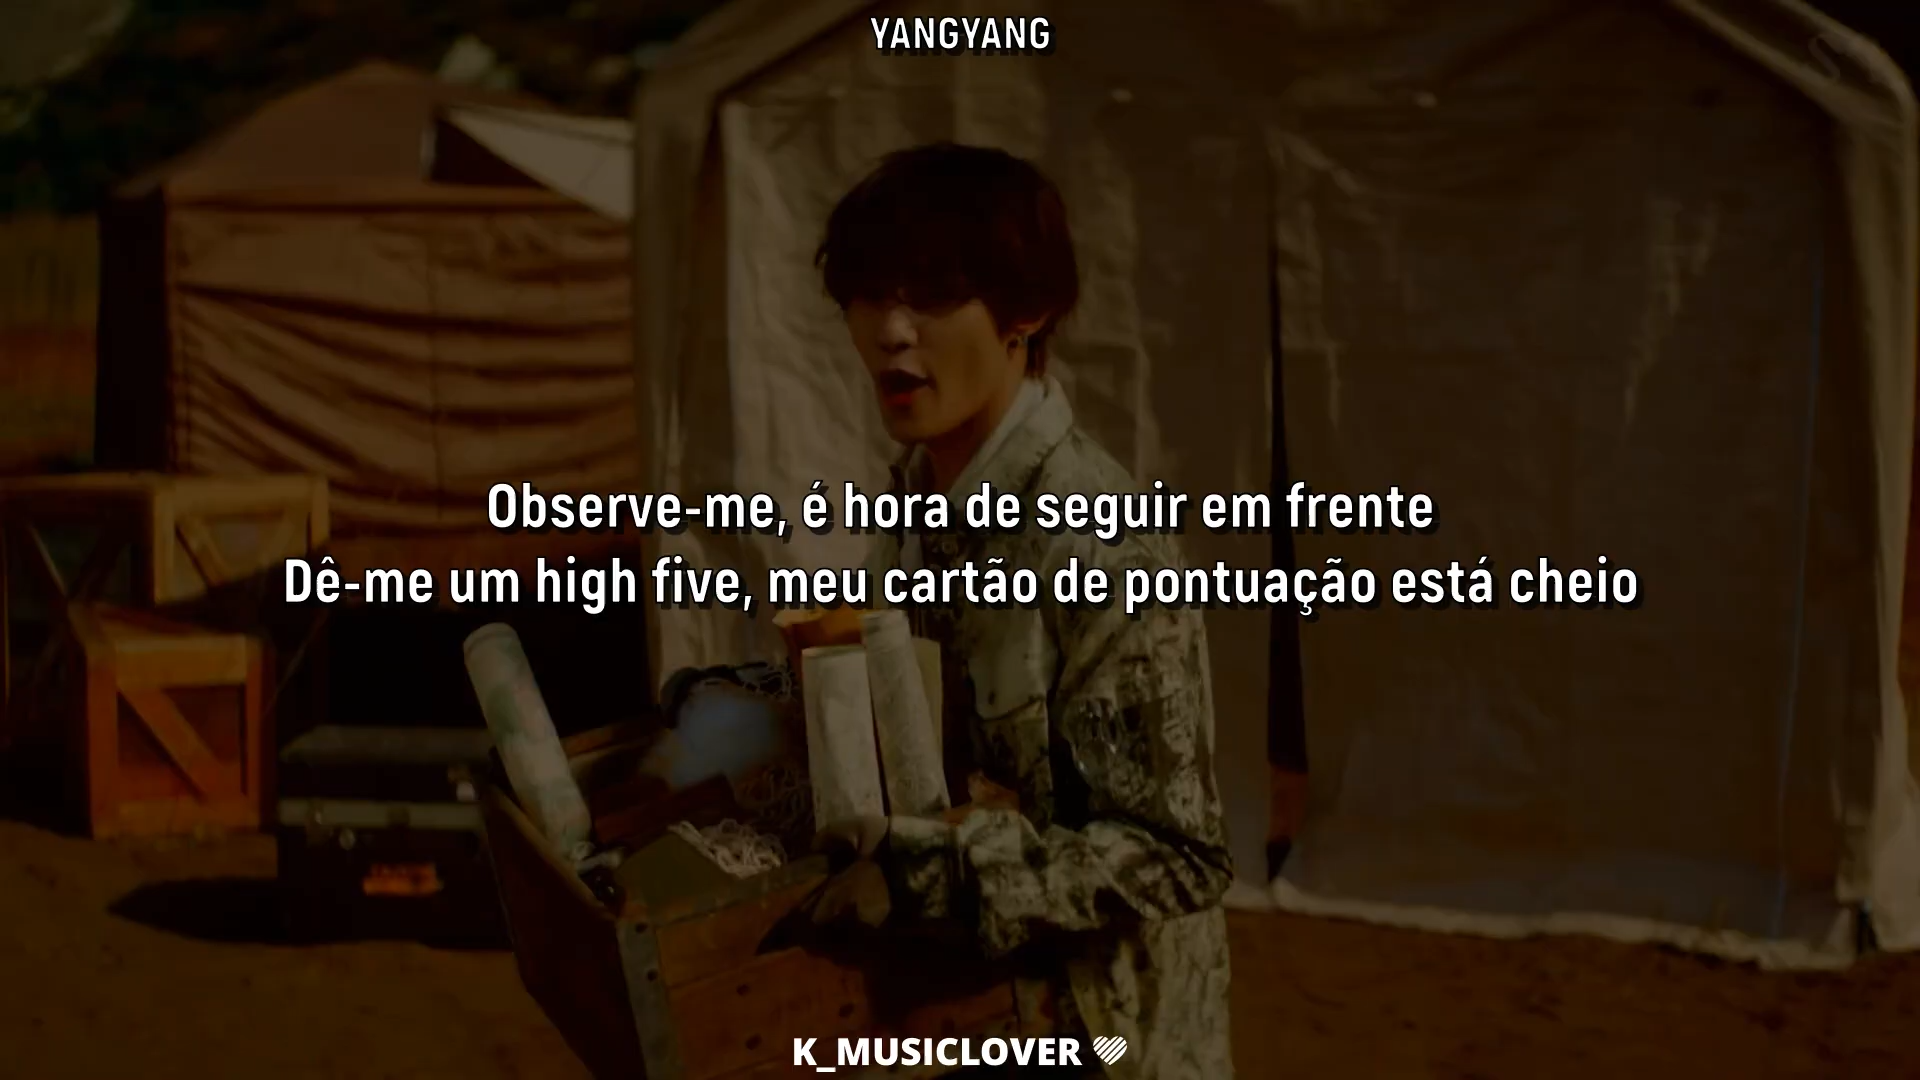 YANGYANG
Observe-me, é hora de seguir em frente
Dê-me um high five, meu cartão de pontuação está cheio
K_MUSICLOVER